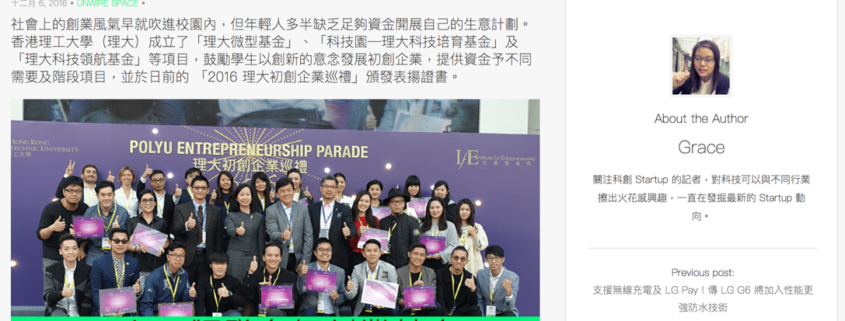 十二月 6, 2016 • UNWIRE SPACE •
社會上的創業風氣早就吹進校園內，但年輕人多半缺乏足夠資金開展自己的生意計劃。
香港理工大學（理大）成立了「理大微型基金」、「科技園—理大科技培育基金」及
「理大科技領航基金」等項目，鼓勵學生以創新的意念發展初創企業，提供資金予不同
需要及階段項目，並於日前的 「2016 理大初創企業巡禮」頒發表揚證書。
HONG KONG
TECHNIC UNIVERSITY
工大學
POLYU ENTREPRENEURSHIP PARADE
理大初創企業巡禮
About the Author
Grace
關注科創 Startup 的記者，對科技可以與不同行業
擦出火花感興趣，一直在發掘最新的 Startup 動
向。
Previous post:
支援無線充電及 LG Pay！傳 LG G6 將加入性能更
強防水技術